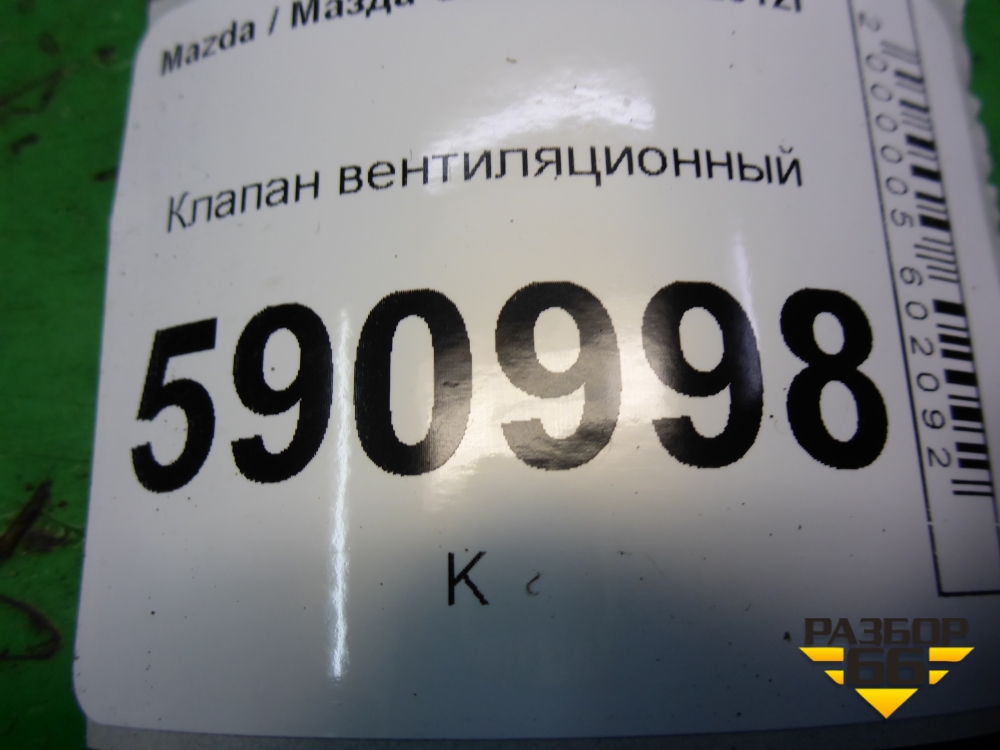 Mazda / Мазда
Клапан вентиляционный
590998
К
2000005602092
РАЗБОР
66